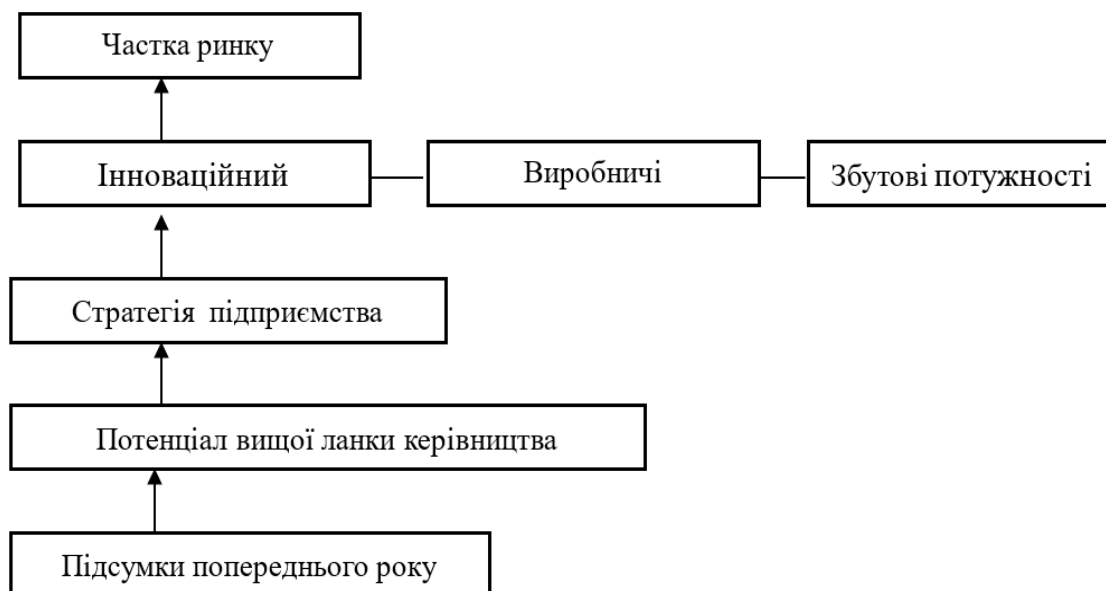 Частка ринку
Інноваційний
Виробничі
Збутові потужності
Стратегія підприємства
Потенціал вищої ланки керівництва
Підсумки попереднього року